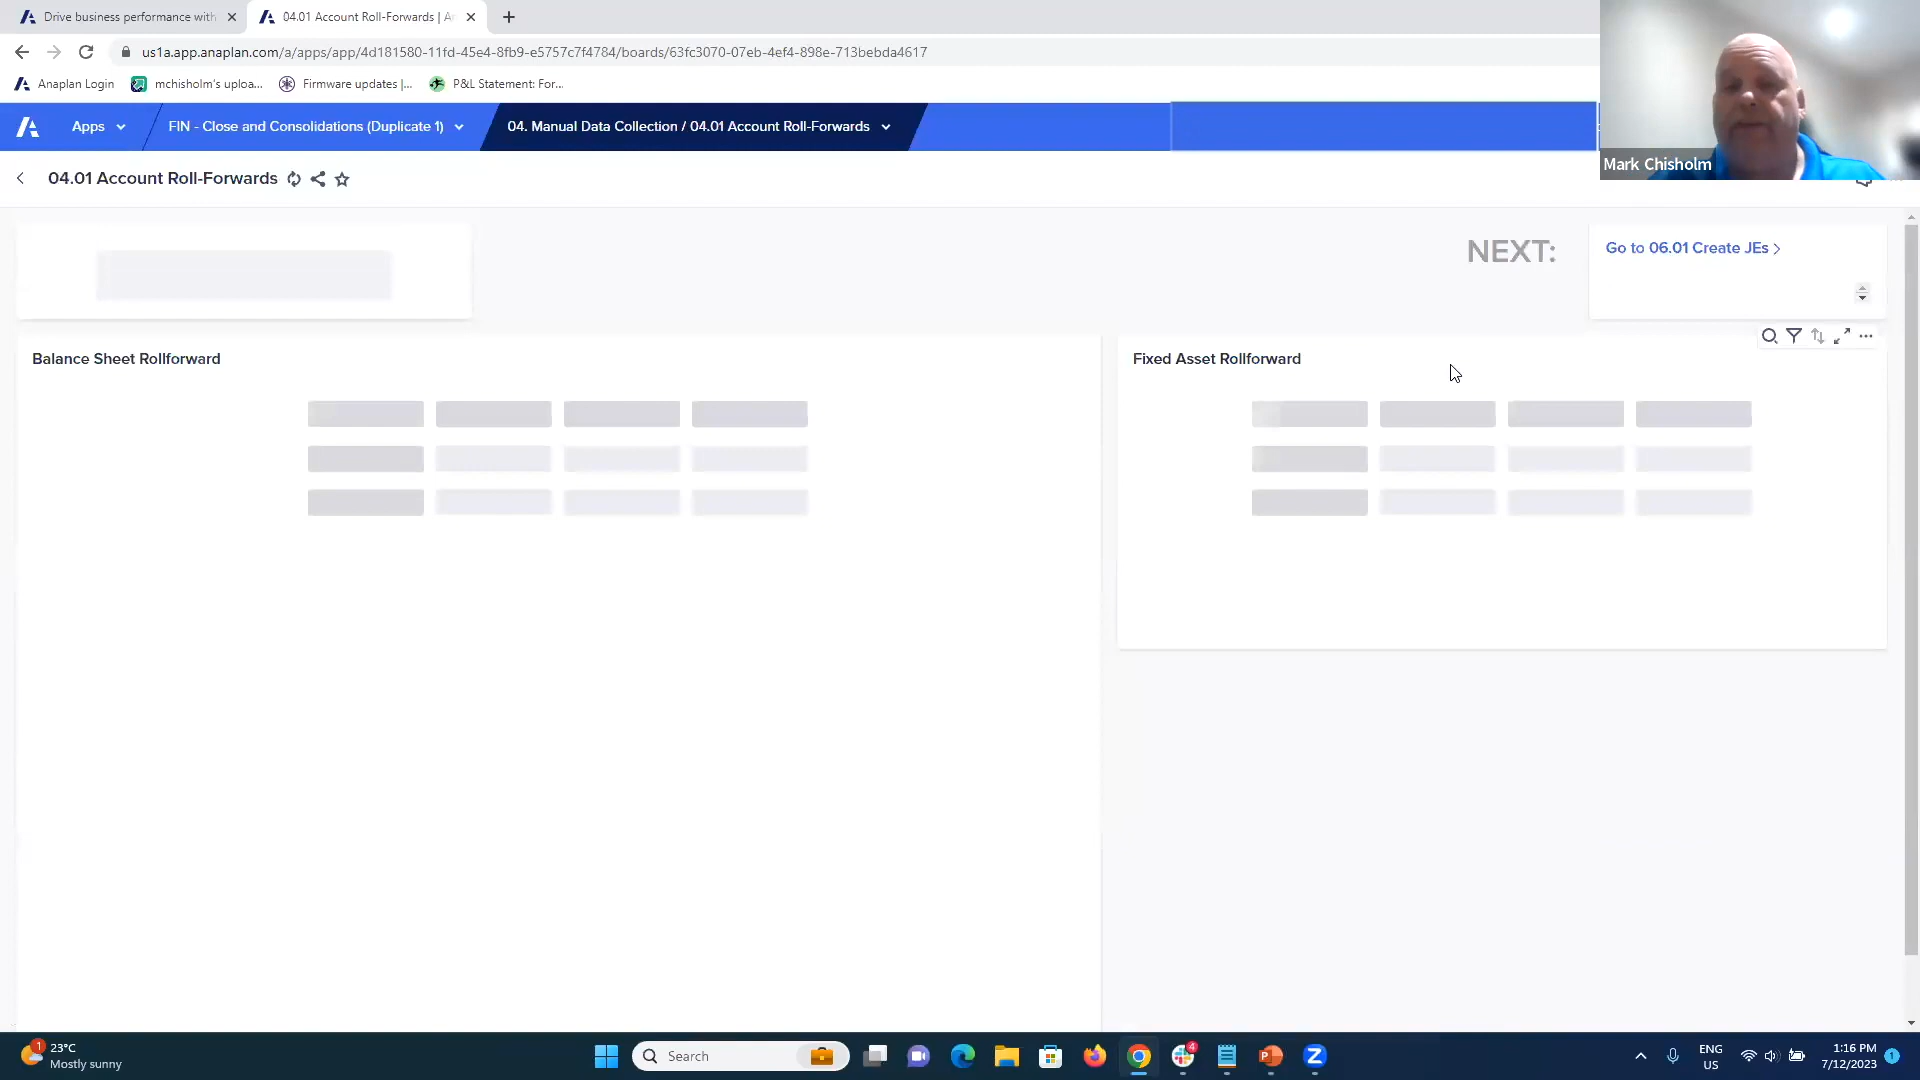 Drive business performance with
04.01 Account Roll-Forwards | A
us1a.app.anaplan.com/a/apps/app/4d181580-11fd-45e4-8fb9-e5757c7f4784/boards/63fc3070-07eb-4ef4-898e-713bebda4617
Anaplan Login
mchisholm's uploa...
Firmware updates |...
P&L Statement: For...
Apps
FIN - Close and Consolidations (Duplicate 1)
04. Manual Data Collection / 04.01 Account Roll-Forwards
Mark Chisholm
04.01 Account Roll-Forwards
NEXT:
Go to 06.01 Create JEs >
Balance Sheet Rollforward
Fixed Asset Rollforward
1
23°C
Mostly sunny
Search
4
ENG
US
1:16 PM
7/12/2023
1